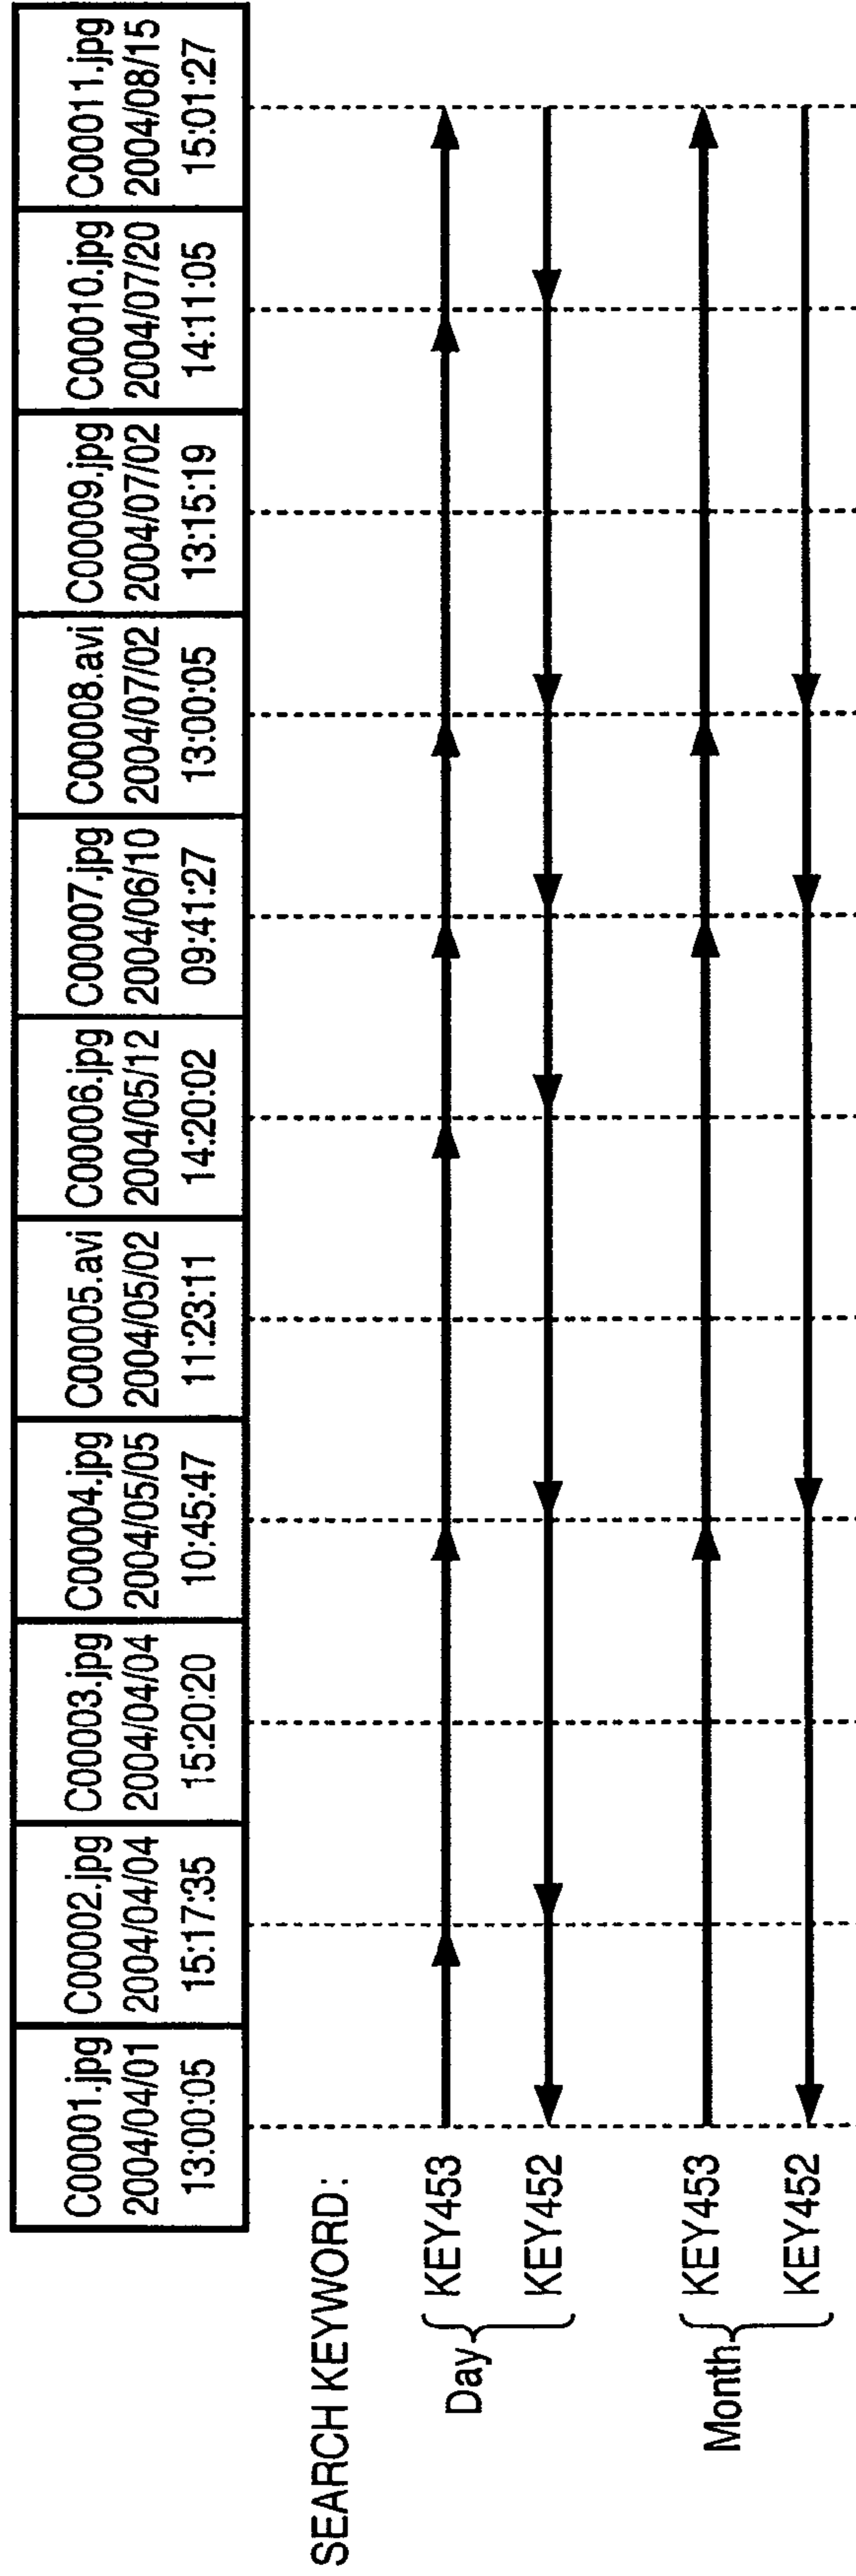 C00001.jpg
2004/04/01
13:00:05
C00002.jpg
2004/04/04
15:17:35
C00003.jpg
2004/04/04
15:20:20
C00004.jpg
2004/05/05
10:45:47
C00005.avi
2004/05/02
11:23:11
C00006.jpg
2004/05/12
14:20:02
C00007.jpg
2004/06/10
09:41:27
C00008.avi
2004/07/02
13:00:05
C00009.jpg
2004/07/02
13:15:19
C00010.jpg
2004/07/20
14:11:05
C00011.jpg
2004/08/15
15:01:27
SEARCH KEYWORD:
Day
KEY453
KEY452
Month
KEY453
KEY452